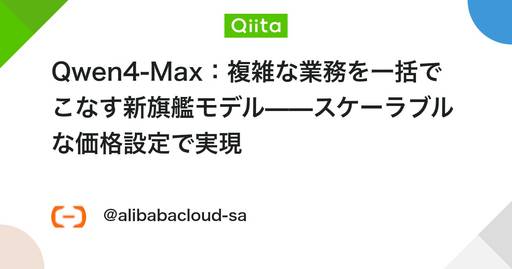 Qiita
Qwen4-Max：複雑な業務を一括で
こなす新旗艦モデル——スケーラブル
な価格設定で実現
@alibabacloud-sa